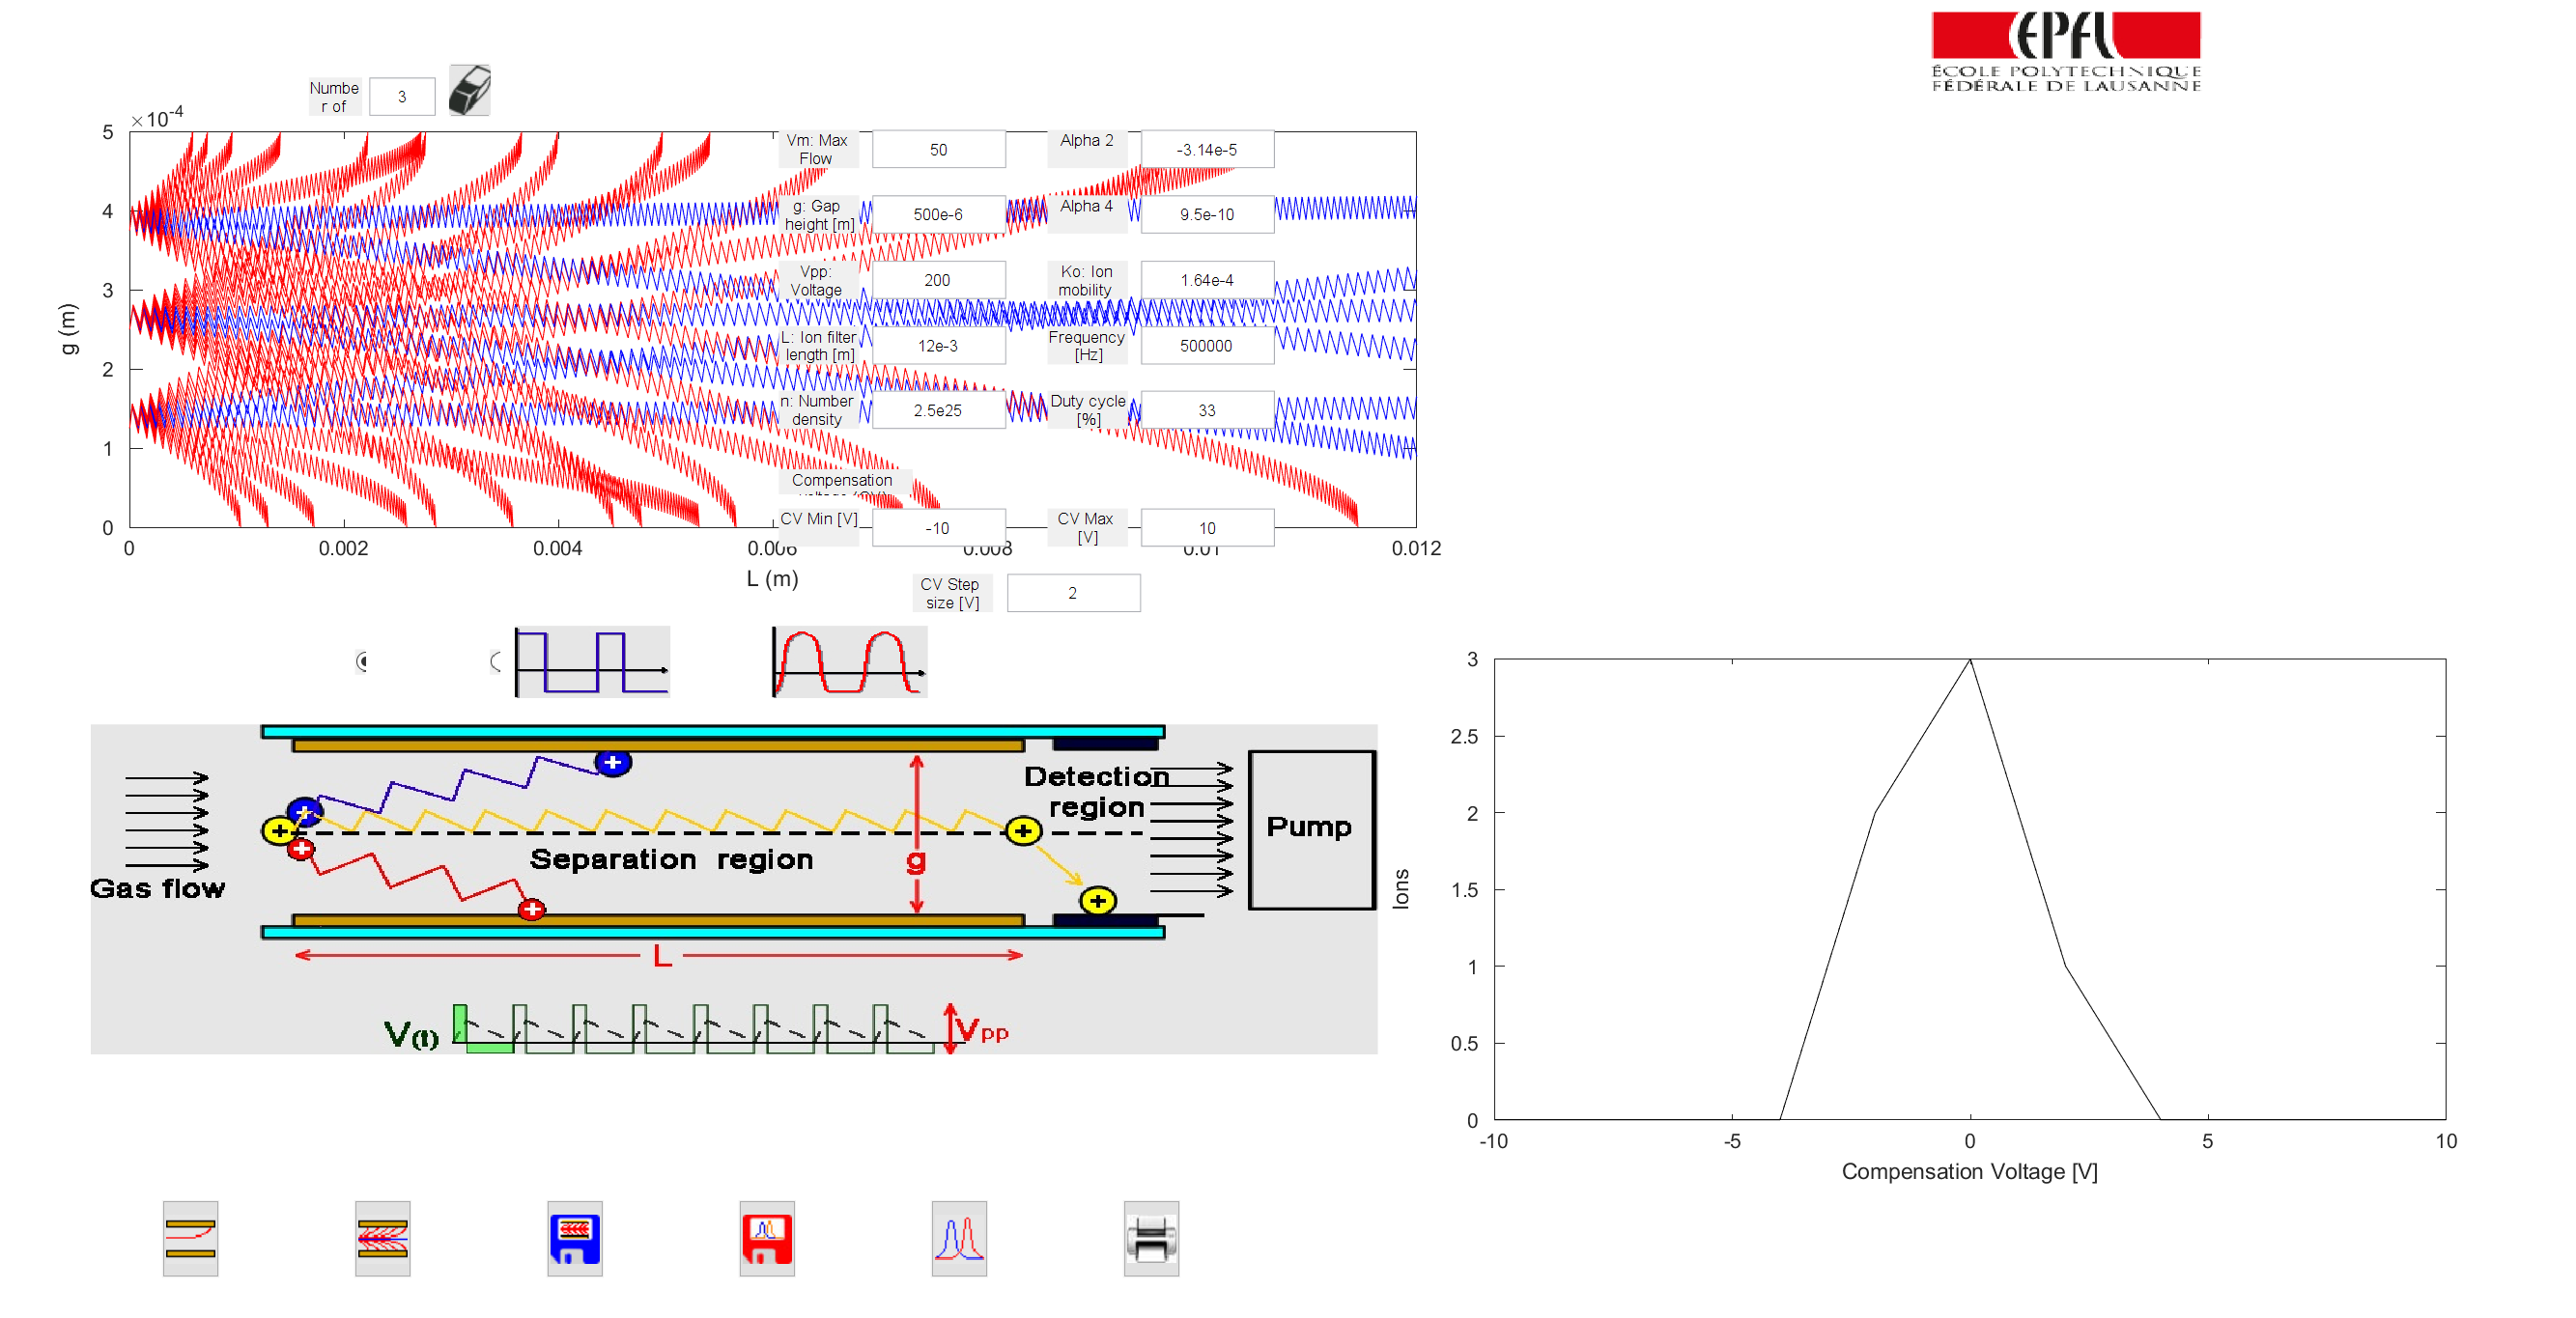 EPFL
ÉCOLE POLYTECHNIQUE
FÉDÉRALE DE LAUSANNE
Numbe
r of
3
×10-4
5
4
3
2
1
0
g (m)
0
0.002
0.004
0.006
0.008
0.01
0.012
L (m)
Vm: Max
Flow
50
Alpha 2
-3.14e-5
g: Gap
height [m]
500e-6
Alpha 4
9.5e-10
Vpp:
Voltage
200
Ko: Ion
mobility
1.64e-4
L: Ion filter
length [m]
12e-3
Frequency
[Hz]
500000
n: Number
density
2.5e25
Duty cycle
[%]
33
Compensation
voltage (CV)
CV Min [V]
-10
CV Max
[V]
10
CV Step
size [V]
2
Gas flow
Separation region
g
Detection
region
Pump
L
V(t)
Vpp
3
2.5
2
1.5
1
0.5
0
Ions
-10
-5
0
5
10
Compensation Voltage [V]